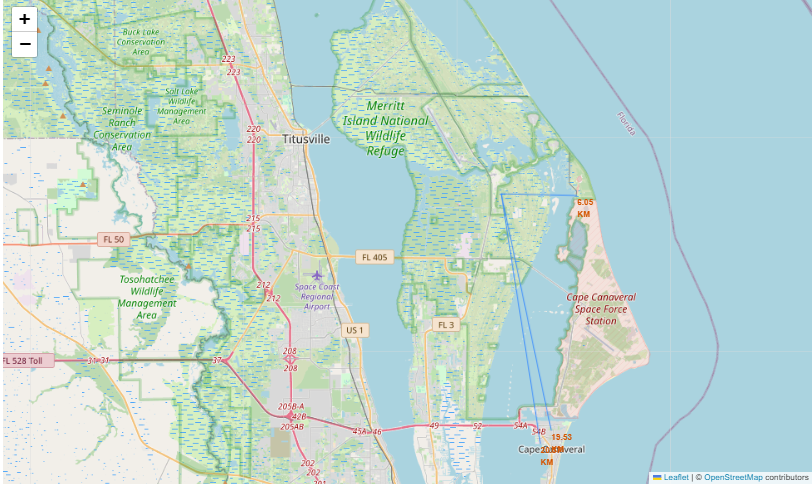 +
−
Buck Lake
Conservation
Area
223
223
Salt Lake
Wildlife
Management
Area
Seminole
Ranch
Conservation
Area
220
220
Titusville
Merritt
Island National
Wildlife
Refuge
Florida
6.05
KM
215
215
FL 50
FL 405
Tosohatchee
Wildlife
Management
Area
212
212
Space Coast
Regional
Airport
Cape Canaveral
Space Force
Station
US 1
FL 3
FL 528 Toll
31
31
37
208
208
205B-A
42B
205AB
45A
46
49
52
54A
54B
19.53
KM
Cape Canaveral
KM
202
202
Leaflet | © OpenStreetMap contributors